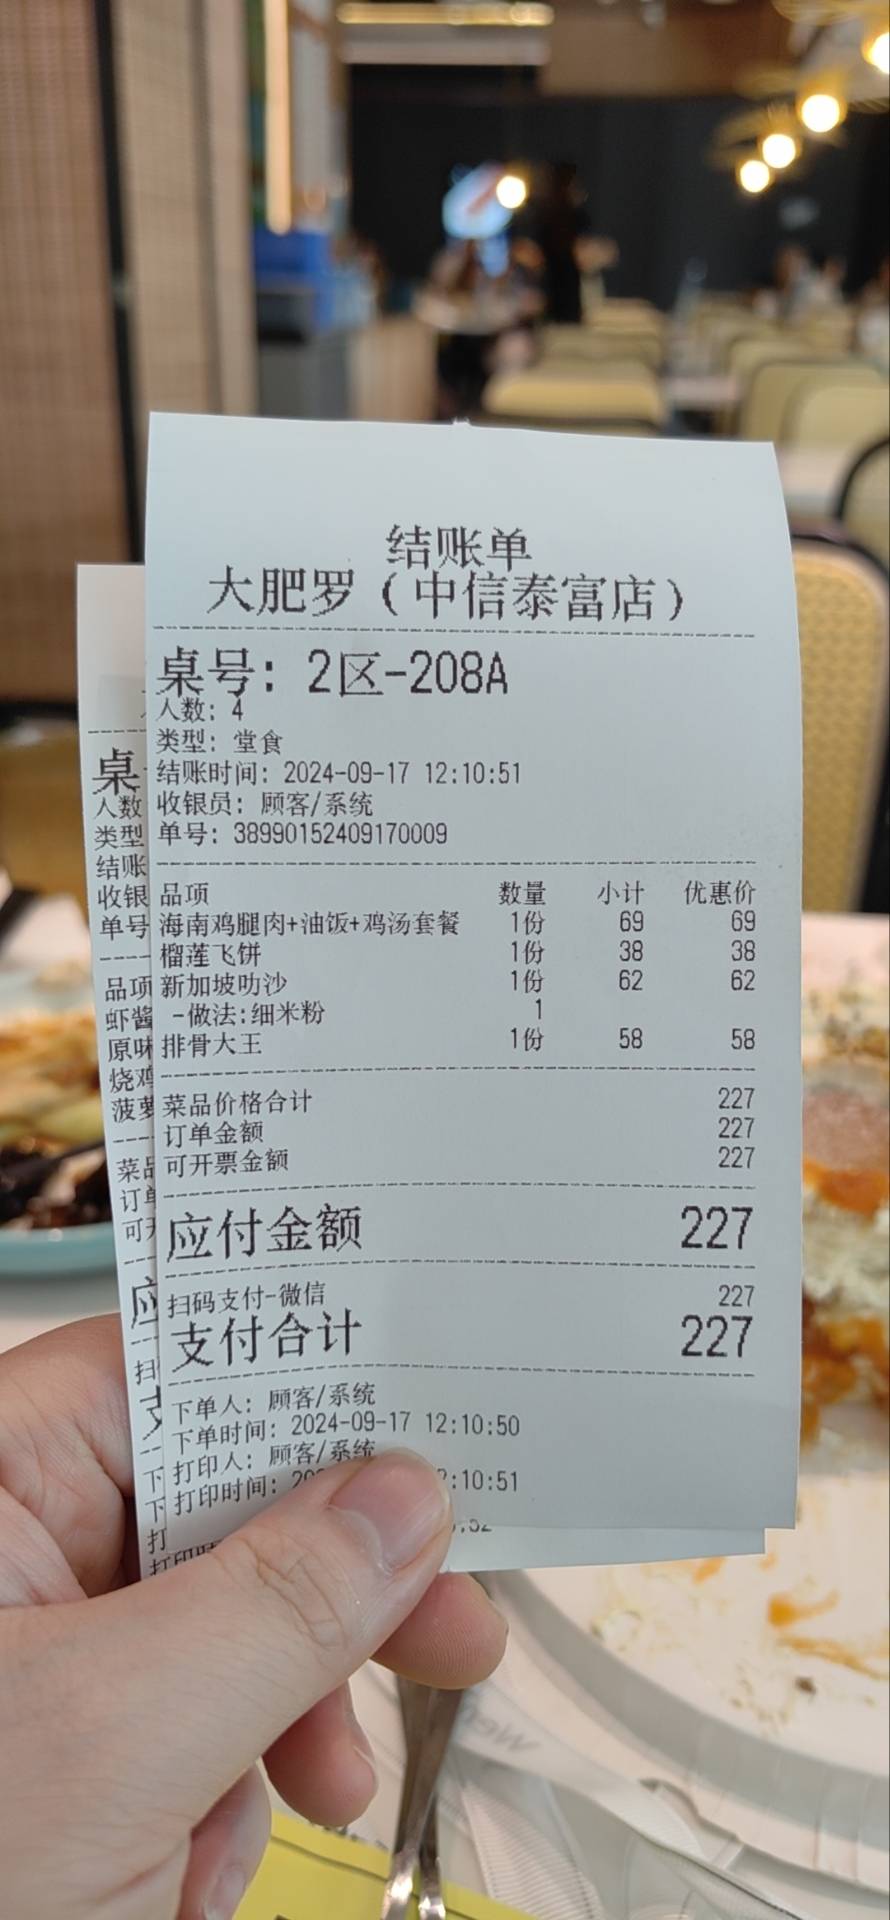 结账单
大肥罗（中信泰富店）
桌号: 2区-208A
人数: 4
类型: 堂食
结账时间: 2024-09-17 12:10:51
收银员: 顾客/系统
单号: 38990152409170009
品项 数量 小计 优惠价
海南鸡腿肉+油饭+鸡汤套餐 1份 69 69
榴莲飞饼 1份 38 38
新加坡叻沙 1份 62 62
-做法:细米粉 1
排骨大王 1份 58 58
菜品价格合计 227
订单金额 227
可开票金额 227
应付金额 227
扫码支付-微信 227
支付合计 227
下单人: 顾客/系统
下单时间: 2024-09-17 12:10:50
打印人: 顾客/系统
打印时间: :10:51
桌
人数
类型
结账
收银
单号
品项
虾酱
原味
烧鸡
菠萝
菜品
订单
可开
应
扫
支
下
下
打
打印时